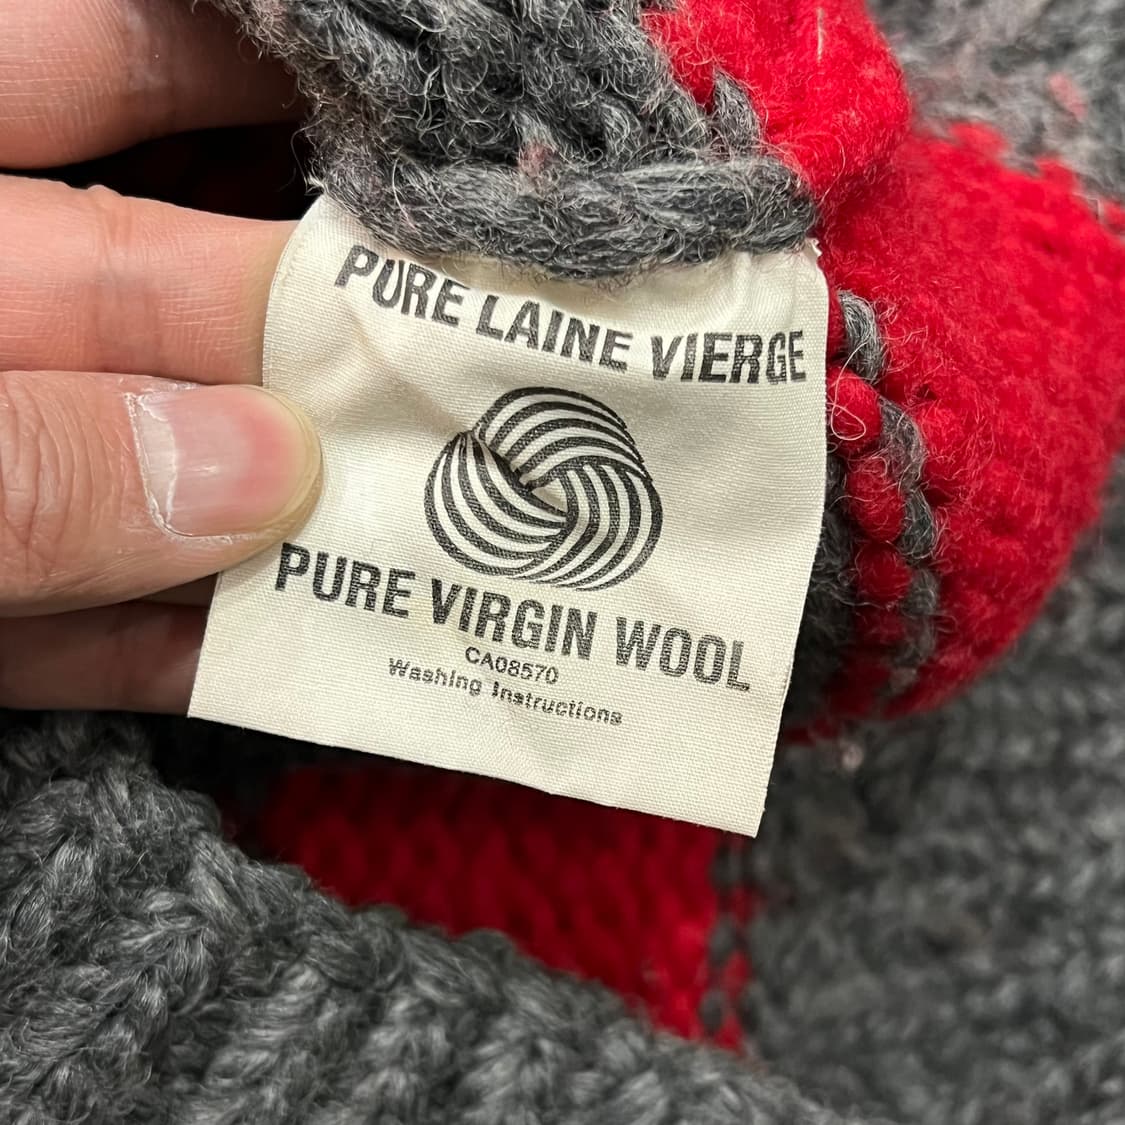 PURE LAINE VIERGE
PURE VIRGIN WOOL
CA08570
Washing Instructions